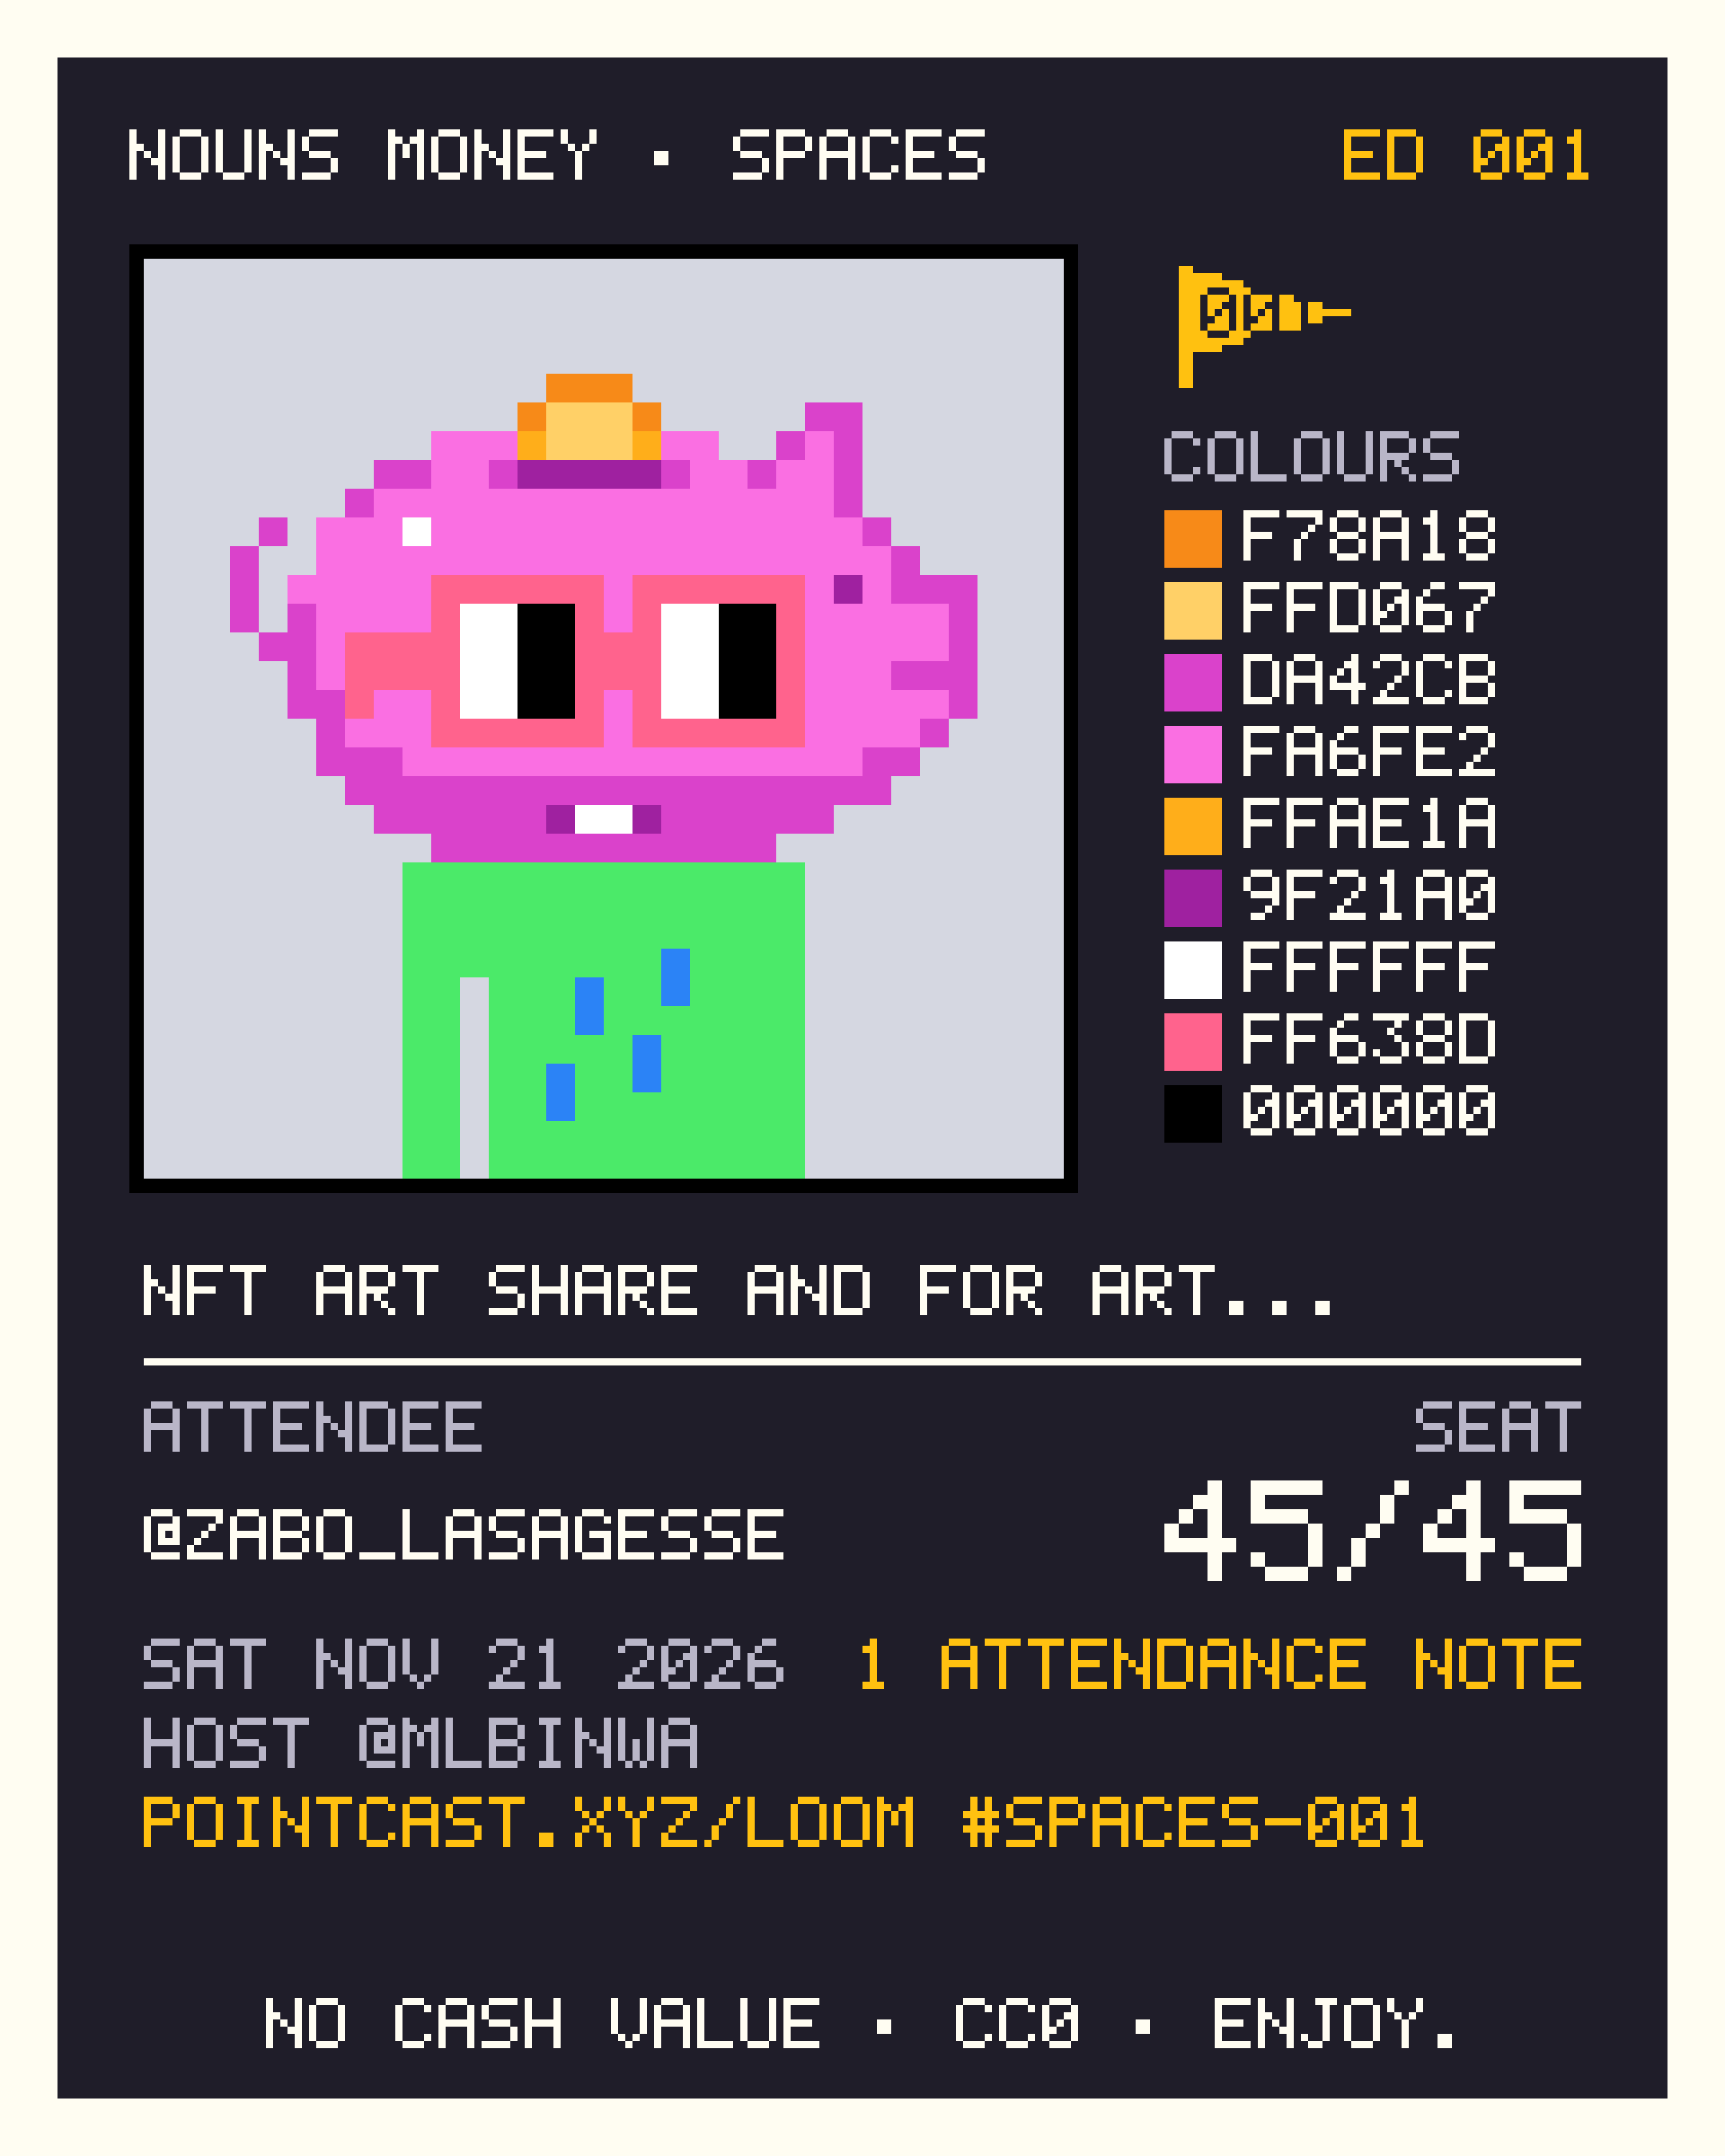 NOUNS MONEY · SPACES
ED 001
COLOURS
F78A18
FFD067
DA42CB
FA6FE2
FFAE1A
9F21A0
FFFFFF
FF638D
000000
NFT ART SHARE AND FOR ART...
ATTENDEE
SEAT
@ZABO_LASAGESSE
45/45
SAT NOV 21 2026
1 ATTENDANCE NOTE
HOST @MLBINWA
POINTCAST.XYZ/LOOM #SPACES-001
NO CASH VALUE · CC0 · ENJOY.